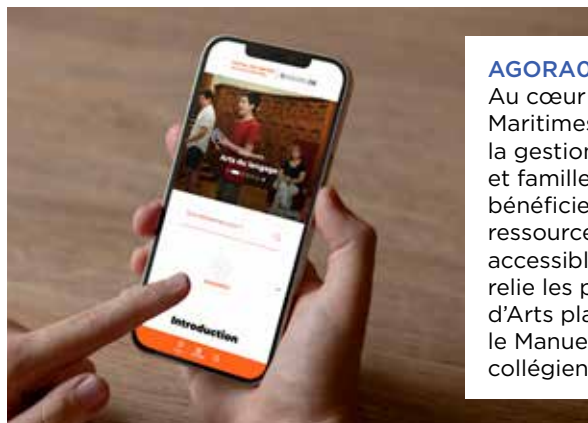 Arts du langage
Introduction
AGORA0
Au cœur
Maritimes
la gestion
et famille
bénéficie
ressource
accessibl
relie les p
d’Arts pla
le Manue
collégien